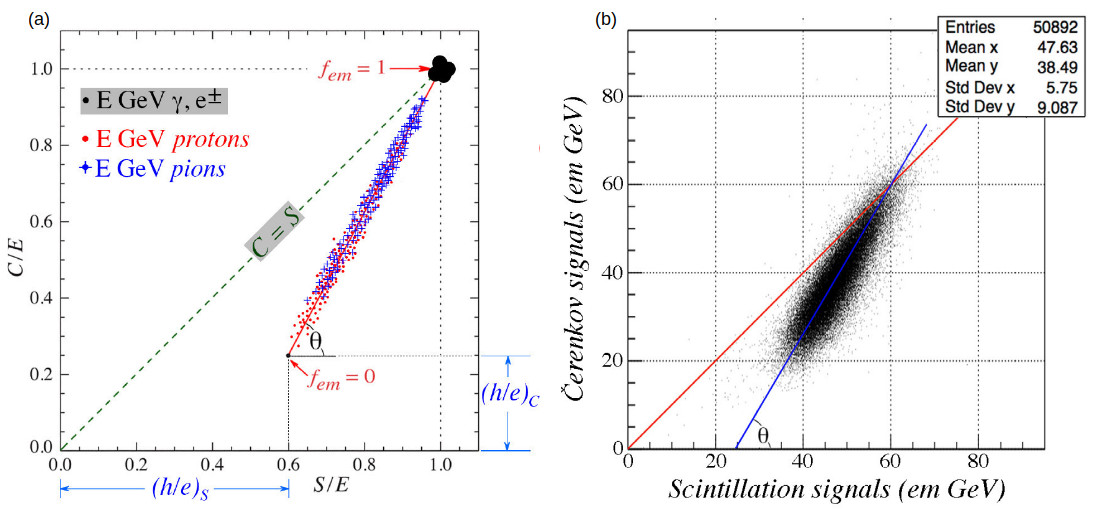 (a)
1.0
0.8
0.6
0.4
0.2
0.0
C/E
f_em = 1
• E GeV γ, e±
• E GeV protons
E GeV pions
C = S
θ
f_em = 0
(h/e)_C
0.0 0.2 0.4 0.6 0.8 1.0
(h/e)_S
S/E
(b)
Entries 50892
Mean x 47.63
Mean y 38.49
Std Dev x 5.75
Std Dev y 9.087
80
60
40
20
0
Čerenkov signals (em GeV)
θ
0 20 40 60 80
Scintillation signals (em GeV)